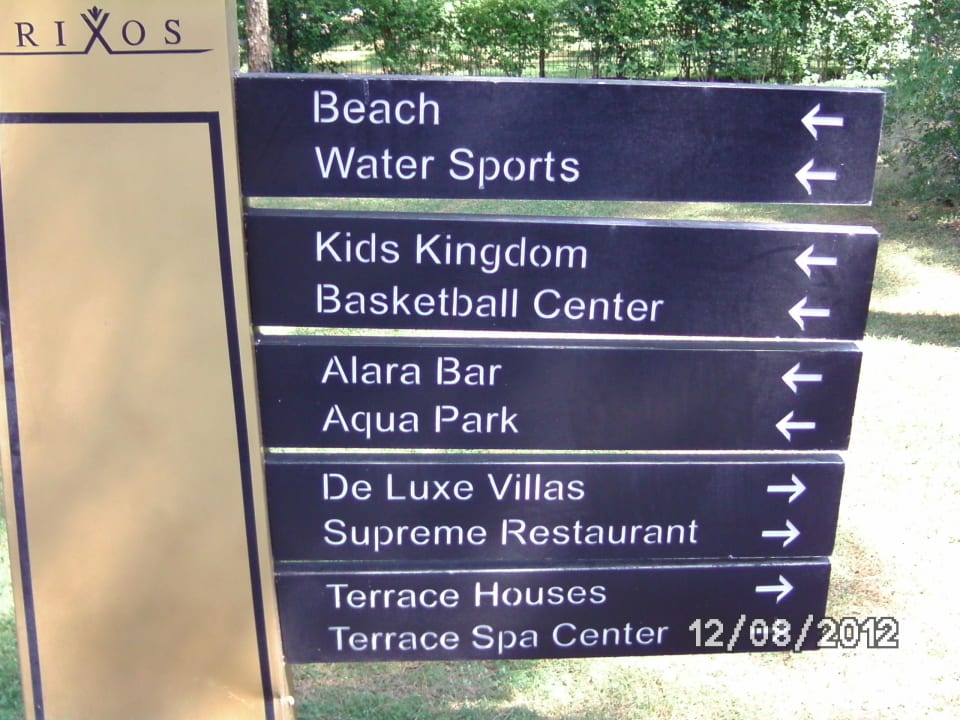 RIXOS
Beach ←
Water Sports ←
Kids Kingdom ←
Basketball Center ←
Alara Bar ←
Aqua Park ←
De Luxe Villas →
Supreme Restaurant →
Terrace Houses →
Terrace Spa Center
12/08/2012